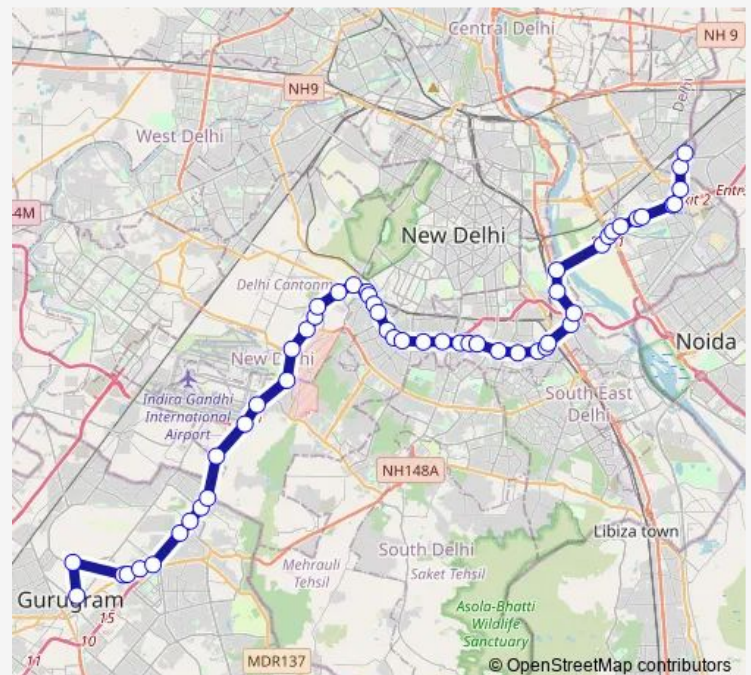 Central Delhi
NH 9
NH9
Delhi
West Delhi
-4M
New Delhi
Delhi Cantonm
Noida
New Delhi
Indira Gandhi
International
Airport
South East
Delhi
NH148A
Libiza town
South Delhi
Mehrauli
Tehsil
Saket Tehsil
Gurugram
15
10
11
Asola-Bhatti
Wildlife
Sanctuary
MDR137
© OpenStreetMap contributors